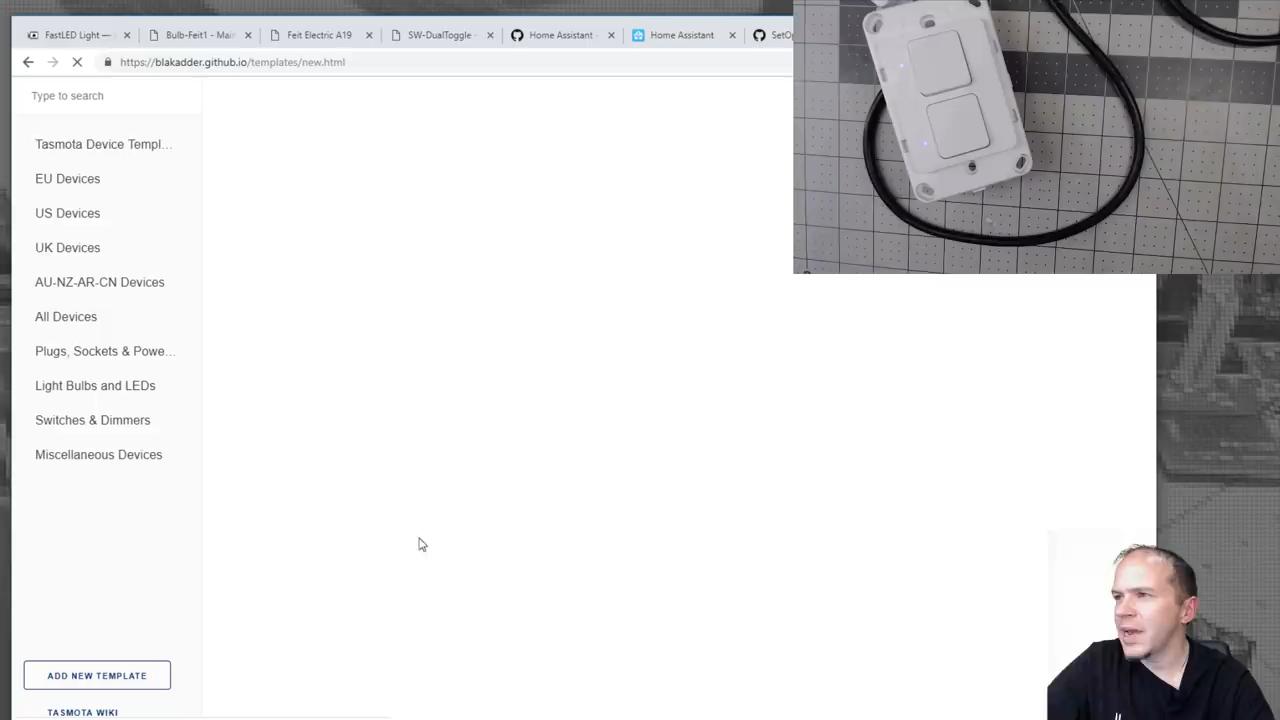 FastLED Light —
Bulb-Feit1 - Main
Feit Electric A19
SW-DualToggle -
Home Assistant -
Home Assistant
SetOp
https://blakadder.github.io/templates/new.html
Type to search
Tasmota Device Templ...
EU Devices
US Devices
UK Devices
AU-NZ-AR-CN Devices
All Devices
Plugs, Sockets & Powe...
Light Bulbs and LEDs
Switches & Dimmers
Miscellaneous Devices
ADD NEW TEMPLATE
TASMOTA WIKI